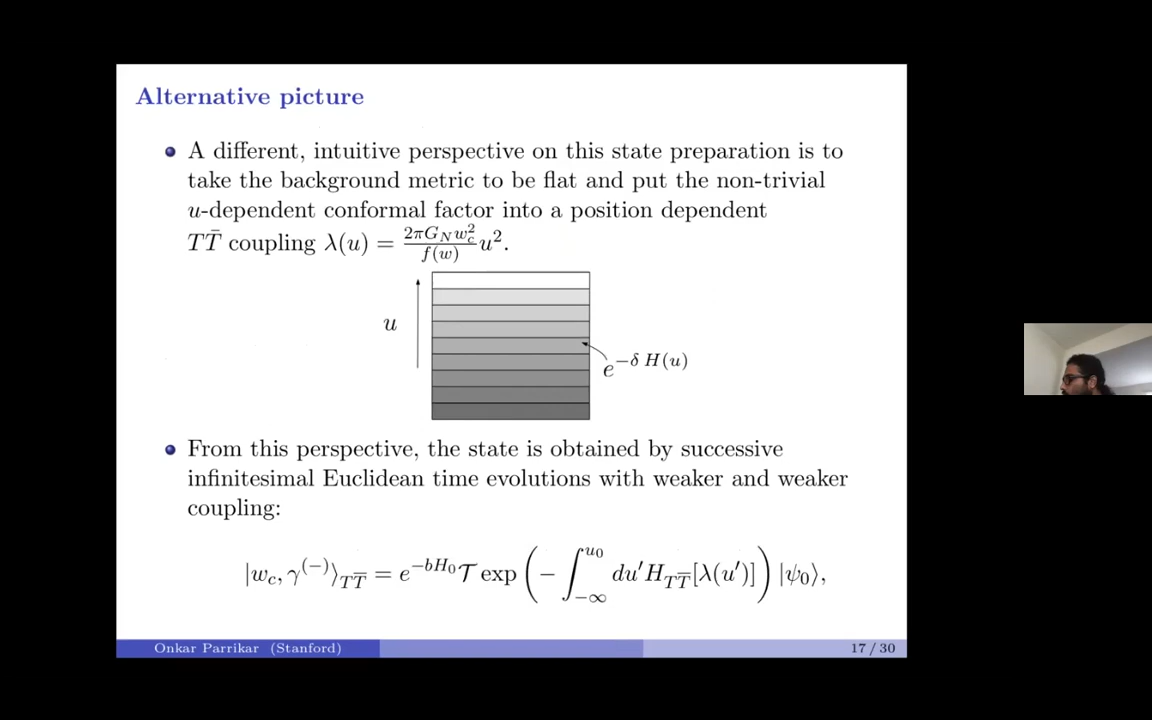 Alternative picture
A different, intuitive perspective on this state preparation is to
take the background metric to be flat and put the non-trivial
u-dependent conformal factor into a position dependent
TT̄ coupling λ(u) = \frac{2πG_N w_c^2}{f(w)} u^2.
u
e^{−δ H(u)}
From this perspective, the state is obtained by successive
infinitesimal Euclidean time evolutions with weaker and weaker
coupling:
|w_c, γ^{(−)}⟩_{TT̄} = e^{−bH_0} 𝒯 exp ( − ∫_{−∞}^{u_0} du′ H_{TT̄}[λ(u′)] ) |ψ_0⟩,
Onkar Parrikar (Stanford) 17 / 30